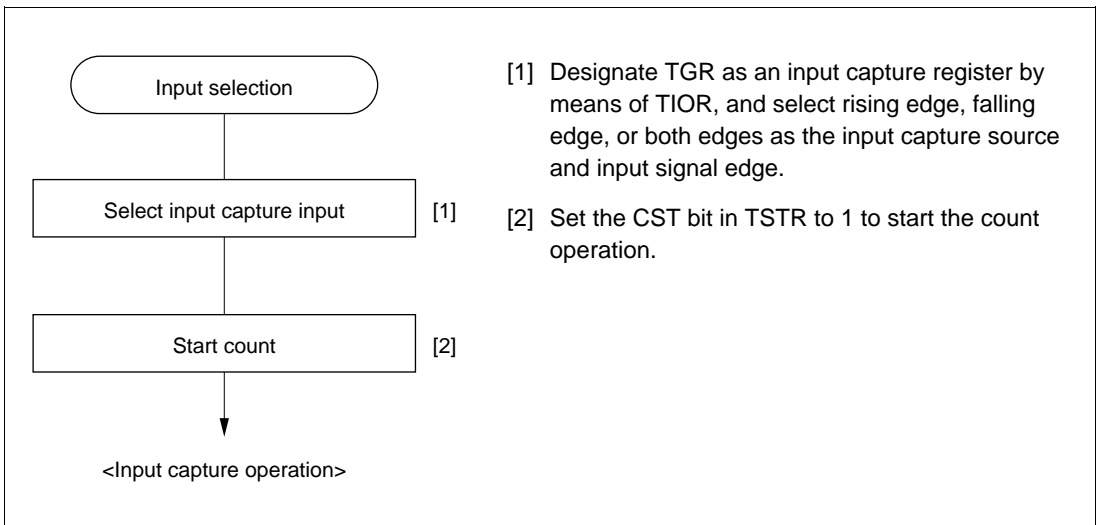 Input selection
Select input capture input
[1]
Start count
[2]
<Input capture operation>
[1] Designate TGR as an input capture register by
means of TIOR, and select rising edge, falling
edge, or both edges as the input capture source
and input signal edge.
[2] Set the CST bit in TSTR to 1 to start the count
operation.